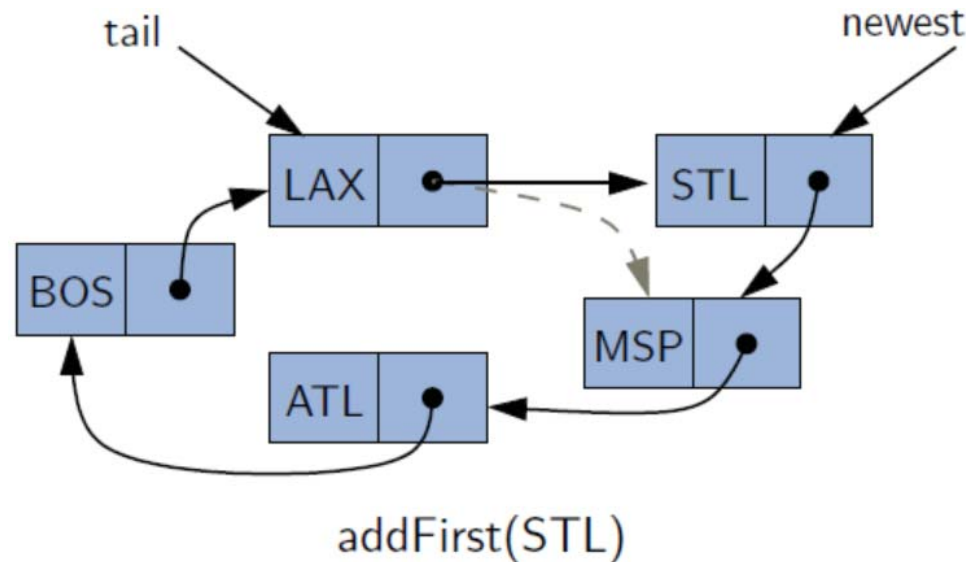 tail
newest
LAX
STL
BOS
MSP
ATL
addFirst(STL)